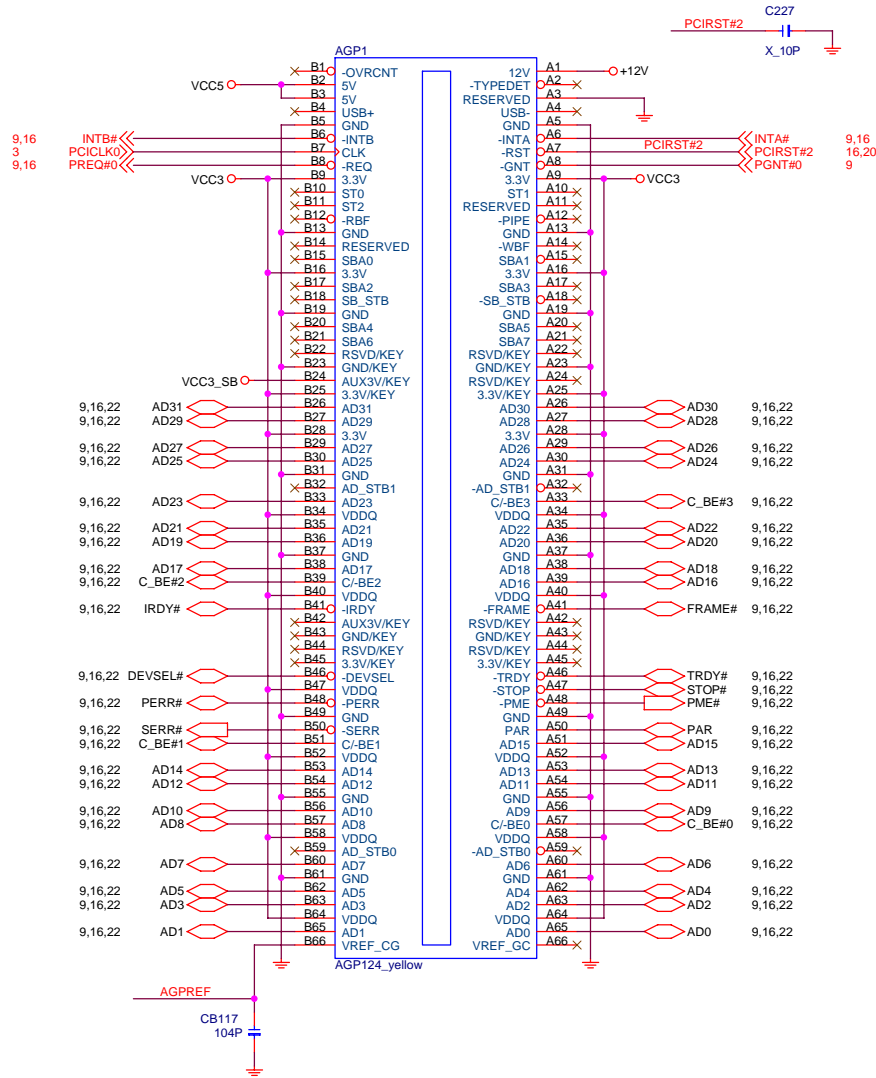 C227
PCIRST#2
X_10P
AGP1
B1 -OVRCNT 12V A1 +12V
VCC5 B2 5V -TYPEDET A2
B3 5V RESERVED A3
B4 USB+ USB- A4
B5 GND GND A5
9,16 INTB# B6 -INTB -INTA A6 INTA# 9,16
3 PCICLK0 B7 CLK -RST A7 PCIRST#2 PCIRST#2 16,20
9,16 PREQ#0 B8 -REQ -GNT A8 PGNT#0 9
VCC3 B9 3.3V 3.3V A9 VCC3
B10 ST0 ST1 A10
B11 ST2 RESERVED A11
B12 -RBF -PIPE A12
B13 GND GND A13
B14 RESERVED -WBF A14
B15 SBA0 SBA1 A15
B16 3.3V 3.3V A16
B17 SBA2 SBA3 A17
B18 SB_STB -SB_STB A18
B19 GND GND A19
B20 SBA4 SBA5 A20
B21 SBA6 SBA7 A21
B22 RSVD/KEY RSVD/KEY A22
B23 GND/KEY GND/KEY A23
VCC3_SB B24 AUX3V/KEY RSVD/KEY A24
B25 3.3V/KEY 3.3V/KEY A25
9,16,22 AD31 B26 AD31 AD30 A26 AD30 9,16,22
9,16,22 AD29 B27 AD29 AD28 A27 AD28 9,16,22
B28 3.3V 3.3V A28
9,16,22 AD27 B29 AD27 AD26 A29 AD26 9,16,22
9,16,22 AD25 B30 AD25 AD24 A30 AD24 9,16,22
B31 GND GND A31
B32 AD_STB1 -AD_STB1 A32
9,16,22 AD23 B33 AD23 C/-BE3 A33 C_BE#3 9,16,22
B34 VDDQ VDDQ A34
9,16,22 AD21 B35 AD21 AD22 A35 AD22 9,16,22
9,16,22 AD19 B36 AD19 AD20 A36 AD20 9,16,22
B37 GND GND A37
9,16,22 AD17 B38 AD17 AD18 A38 AD18 9,16,22
9,16,22 C_BE#2 B39 C/-BE2 AD16 A39 AD16 9,16,22
B40 VDDQ VDDQ A40
9,16,22 IRDY# B41 -IRDY -FRAME A41 FRAME# 9,16,22
B42 AUX3V/KEY RSVD/KEY A42
B43 GND/KEY GND/KEY A43
B44 RSVD/KEY RSVD/KEY A44
B45 3.3V/KEY 3.3V/KEY A45
9,16,22 DEVSEL# B46 -DEVSEL -TRDY A46 TRDY# 9,16,22
B47 VDDQ -STOP A47 STOP# 9,16,22
9,16,22 PERR# B48 -PERR -PME A48 PME# 9,16,22
B49 GND GND A49
9,16,22 SERR# B50 -SERR PAR A50 PAR 9,16,22
9,16,22 C_BE#1 B51 C/-BE1 AD15 A51 AD15 9,16,22
B52 VDDQ VDDQ A52
9,16,22 AD14 B53 AD14 AD13 A53 AD13 9,16,22
9,16,22 AD12 B54 AD12 AD11 A54 AD11 9,16,22
B55 GND GND A55
9,16,22 AD10 B56 AD10 AD9 A56 AD9 9,16,22
9,16,22 AD8 B57 AD8 C/-BE0 A57 C_BE#0 9,16,22
B58 VDDQ VDDQ A58
B59 AD_STB0 -AD_STB0 A59
9,16,22 AD7 B60 AD7 AD6 A60 AD6 9,16,22
B61 GND GND A61
9,16,22 AD5 B62 AD5 AD4 A62 AD4 9,16,22
9,16,22 AD3 B63 AD3 AD2 A63 AD2 9,16,22
B64 VDDQ VDDQ A64
9,16,22 AD1 B65 AD1 AD0 A65 AD0 9,16,22
B66 VREF_CG VREF_GC A66
AGP124_yellow
AGPREF
CB117
104P